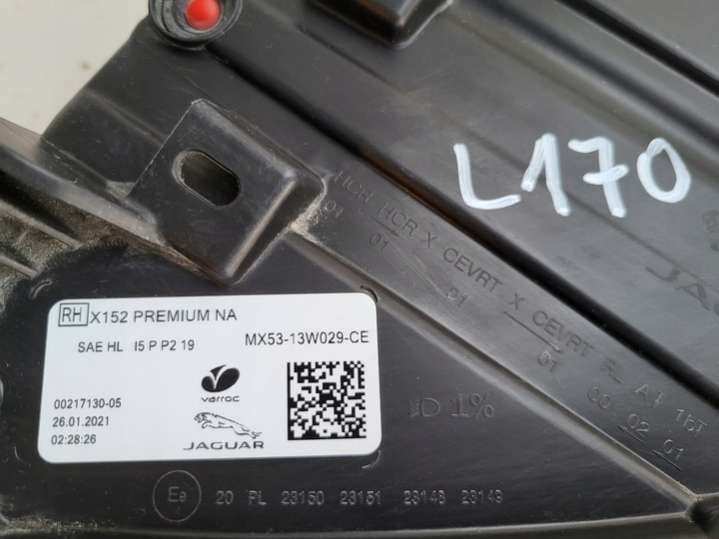 L170
HCH HCR X CEVRT X CEVRT
01 01 01 01 00 02 01
RH X152 PREMIUM NA
SAE HL I5 P P2 19 MX53-13W029-CE
00217130-05
26.01.2021
02:28:26
varroc
JAGUAR
1%
20 PL 23150 23151 23148 23149